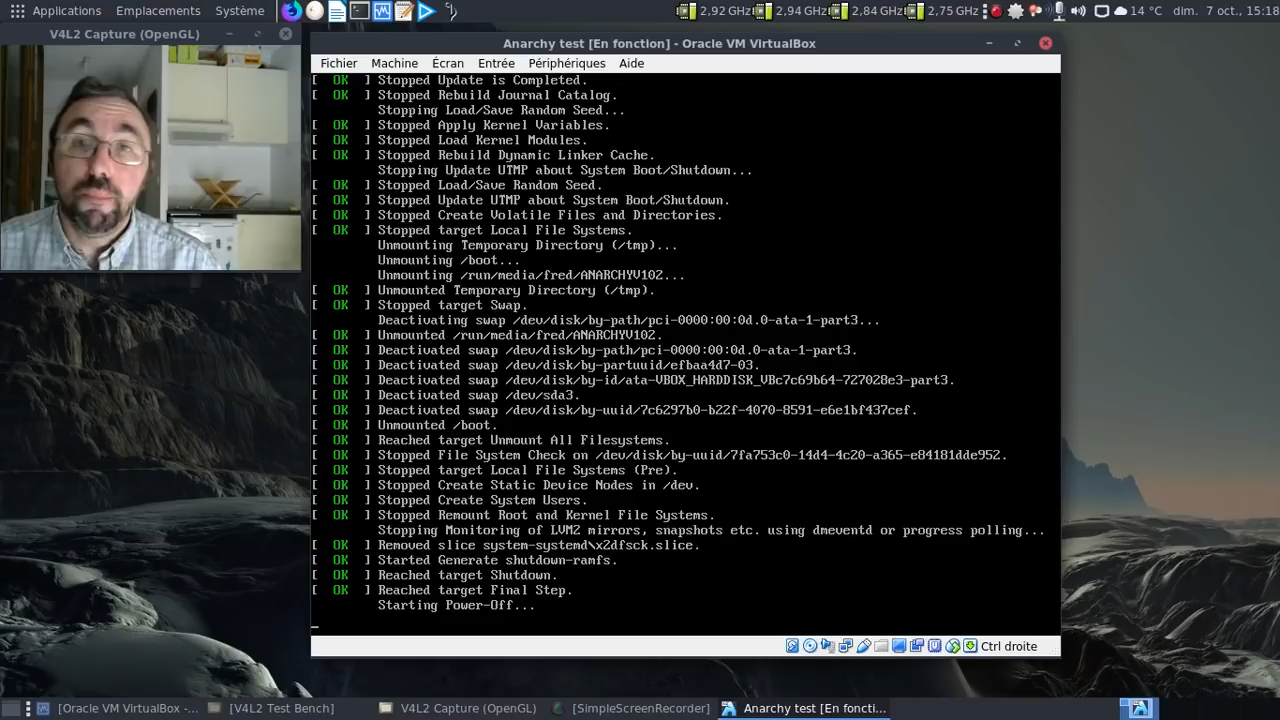 Applications Emplacements Système 2,92 GHz 2,94 GHz 2,84 GHz 2,75 GHz 14 °C dim. 7 oct., 15:18
V4L2 Capture (OpenGL)
Anarchy test [En fonction] - Oracle VM VirtualBox
Fichier Machine Écran Entrée Périphériques Aide
[ OK ] Stopped Update is Completed.
[ OK ] Stopped Rebuild Journal Catalog.
Stopping Load/Save Random Seed...
[ OK ] Stopped Apply Kernel Variables.
[ OK ] Stopped Load Kernel Modules.
[ OK ] Stopped Rebuild Dynamic Linker Cache.
Stopping Update UTMP about System Boot/Shutdown...
[ OK ] Stopped Load/Save Random Seed.
[ OK ] Stopped Update UTMP about System Boot/Shutdown.
[ OK ] Stopped Create Volatile Files and Directories.
[ OK ] Stopped target Local File Systems.
Unmounting Temporary Directory (/tmp)...
Unmounting /boot...
Unmounting /run/media/fred/ANARCHYV102...
[ OK ] Unmounted Temporary Directory (/tmp).
[ OK ] Stopped target Swap.
Deactivating swap /dev/disk/by-path/pci-0000:00:0d.0-ata-1-part3...
[ OK ] Unmounted /run/media/fred/ANARCHYV102.
[ OK ] Deactivated swap /dev/disk/by-path/pci-0000:00:0d.0-ata-1-part3.
[ OK ] Deactivated swap /dev/disk/by-partuuid/efbaa4d7-03.
[ OK ] Deactivated swap /dev/disk/by-id/ata-VBOX_HARDDISK_VBc7c69b64-727028e3-part3.
[ OK ] Deactivated swap /dev/sda3.
[ OK ] Deactivated swap /dev/disk/by-uuid/7c6297b0-b22f-4070-8591-e6e1bf437cef.
[ OK ] Unmounted /boot.
[ OK ] Reached target Unmount All Filesystems.
[ OK ] Stopped File System Check on /dev/disk/by-uuid/7fa753c0-14d4-4c20-a365-e84181dde952.
[ OK ] Stopped target Local File Systems (Pre).
[ OK ] Stopped Create Static Device Nodes in /dev.
[ OK ] Stopped Create System Users.
[ OK ] Stopped Remount Root and Kernel File Systems.
Stopping Monitoring of LVM2 mirrors, snapshots etc. using dmeventd or progress polling...
[ OK ] Removed slice system-systemd\x2dfsck.slice.
[ OK ] Started Generate shutdown-ramfs.
[ OK ] Reached target Shutdown.
[ OK ] Reached target Final Step.
Starting Power-Off...
Ctrl droite
[Oracle VM VirtualBox -... [V4L2 Test Bench] V4L2 Capture (OpenGL) [SimpleScreenRecorder] Anarchy test [En foncti...